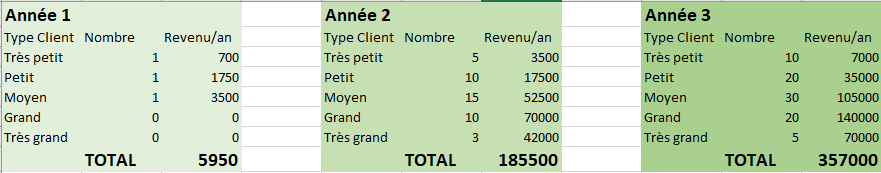 Année 1 Année 2 Année 3
Type Client Nombre Revenu/an Type Client Nombre Revenu/an Type Client Nombre Revenu/an
Très petit 1 700 Très petit 5 3500 Très petit 10 7000
Petit 1 1750 Petit 10 17500 Petit 20 35000
Moyen 1 3500 Moyen 15 52500 Moyen 30 105000
Grand 0 0 Grand 10 70000 Grand 20 140000
Très grand 0 0 Très grand 3 42000 Très grand 5 70000
TOTAL 5950 TOTAL 185500 TOTAL 357000